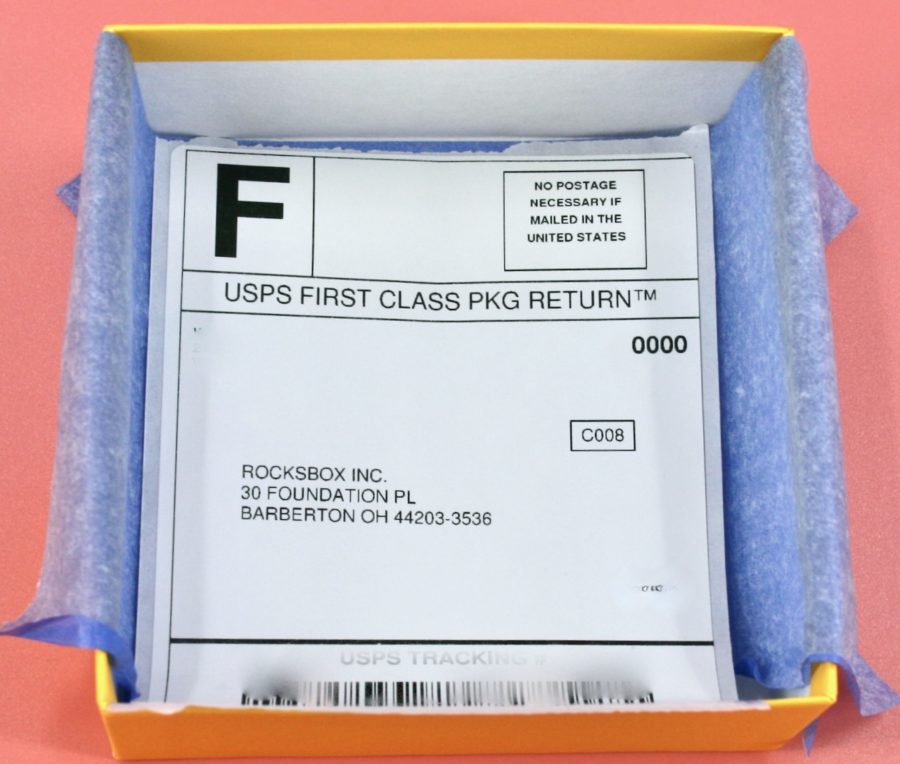 F
NO POSTAGE
NECESSARY IF
MAILED IN THE
UNITED STATES
USPS FIRST CLASS PKG RETURN™
0000
C008
ROCKSBOX INC.
30 FOUNDATION PL
BARBERTON OH 44203-3536
USPS TRACKING #